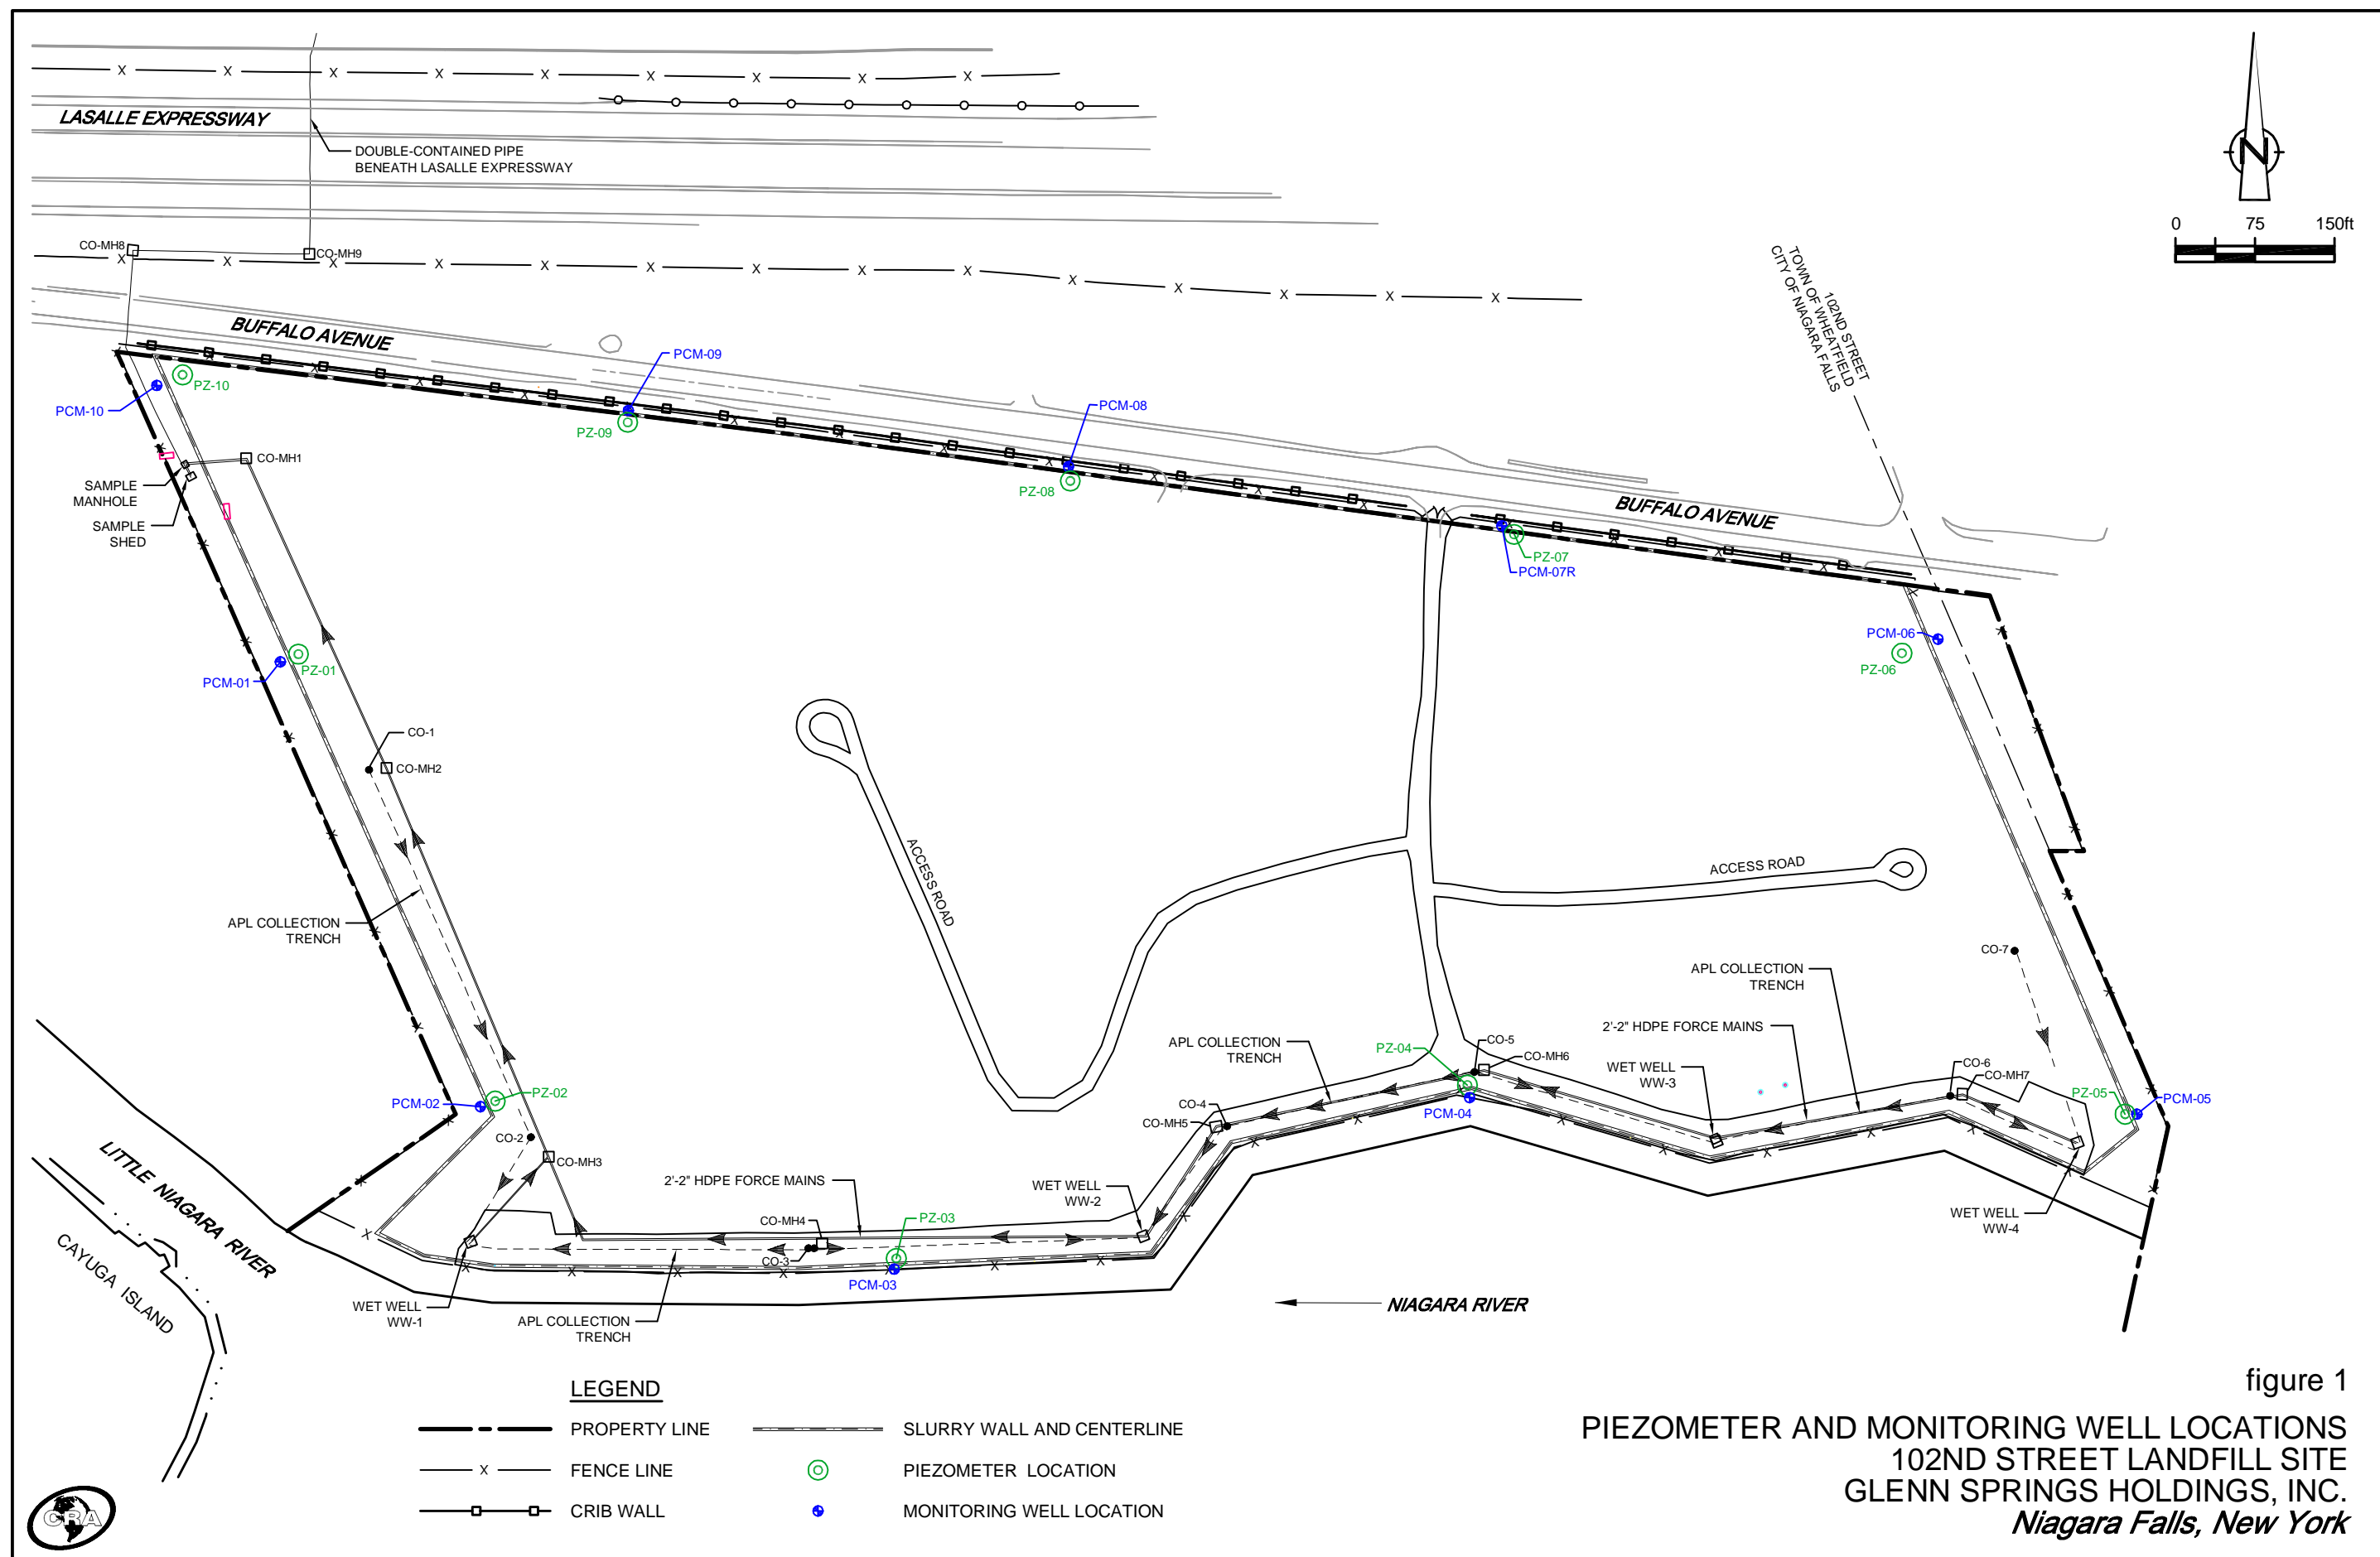 LASALLE EXPRESSWAY
DOUBLE-CONTAINED PIPE
BENEATH LASALLE EXPRESSWAY
N
0 75 150ft
CO-MH8
CO-MH9
102ND STREET
TOWN OF WHEATFIELD
CITY OF NIAGARA FALLS
BUFFALO AVENUE
PCM-09
PZ-10
PCM-10
PCM-08
PZ-09
CO-MH1
SAMPLE
MANHOLE
PZ-08
SAMPLE
SHED
BUFFALO AVENUE
PZ-07
PCM-07R
PCM-06
PZ-06
PZ-01
PCM-01
CO-1
CO-MH2
ACCESS ROAD
ACCESS ROAD
APL COLLECTION
TRENCH
CO-7
APL COLLECTION
TRENCH
2'-2" HDPE FORCE MAINS
APL COLLECTION
TRENCH
PZ-04
CO-5
CO-MH6
WET WELL
WW-3
CO-6
CO-MH7
PZ-05
PCM-05
PZ-02
PCM-02
CO-4
CO-MH5
PCM-04
CO-2
CO-MH3
LITTLE NIAGARA RIVER
CAYUGA ISLAND
2'-2" HDPE FORCE MAINS
WET WELL
WW-2
CO-MH4
PZ-03
CO-3
PCM-03
WET WELL
WW-4
WET WELL
WW-1
APL COLLECTION
TRENCH
NIAGARA RIVER
LEGEND
PROPERTY LINE
SLURRY WALL AND CENTERLINE
X FENCE LINE
PIEZOMETER LOCATION
CRIB WALL
MONITORING WELL LOCATION
CRA
figure 1
PIEZOMETER AND MONITORING WELL LOCATIONS
102ND STREET LANDFILL SITE
GLENN SPRINGS HOLDINGS, INC.
Niagara Falls, New York